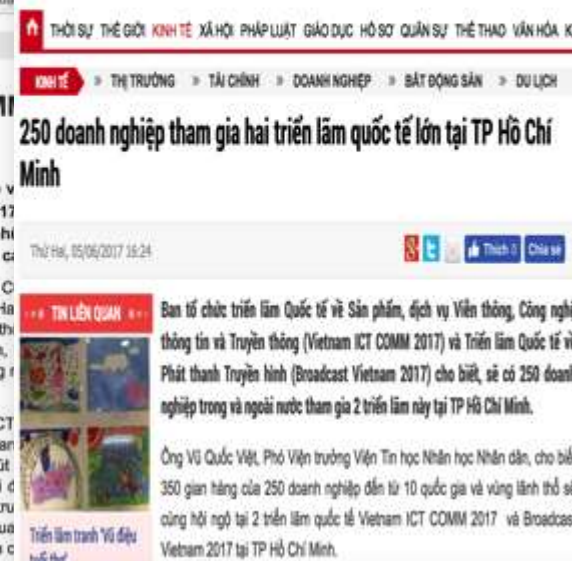 THỜI SỰ THẾ GIỚI KINH TẾ XÃ HỘI PHÁP LUẬT GIÁO DỤC HỒ SƠ QUÂN SỰ THỂ THAO VĂN HÓA
KINH TẾ » THỊ TRƯỜNG » TÀI CHÍNH » DOANH NGHIỆP » BẤT ĐỘNG SẢN » DU LỊCH
250 doanh nghiệp tham gia hai triển lãm quốc tế lớn tại TP Hồ Chí
Minh
Thứ Hai, 05/06/2017 16:24
Thích 0 Chia sẻ
TIN LIÊN QUAN
Triển lãm tranh 'Vũ điệu
tuổi thơ'
Ban tổ chức triển lãm Quốc tế về Sản phẩm, dịch vụ Viễn thông, Công nghệ
thông tin và Truyền thông (Vietnam ICT COMM 2017) và Triển lãm Quốc tế về
Phát thanh Truyền hình (Broadcast Vietnam 2017) cho biết, sẽ có 250 doanh
nghiệp trong và ngoài nước tham gia 2 triển lãm này tại TP Hồ Chí Minh.
Ông Vũ Quốc Việt, Phó Viện trưởng Viện Tin học Nhân học Nhân dân, cho biết
350 gian hàng của 250 doanh nghiệp đến từ 10 quốc gia và vùng lãnh thổ sẽ
cùng hội ngộ tại 2 triển lãm quốc tế Vietnam ICT COMM 2017 và Broadcas
Vietnam 2017 tại TP Hồ Chí Minh.